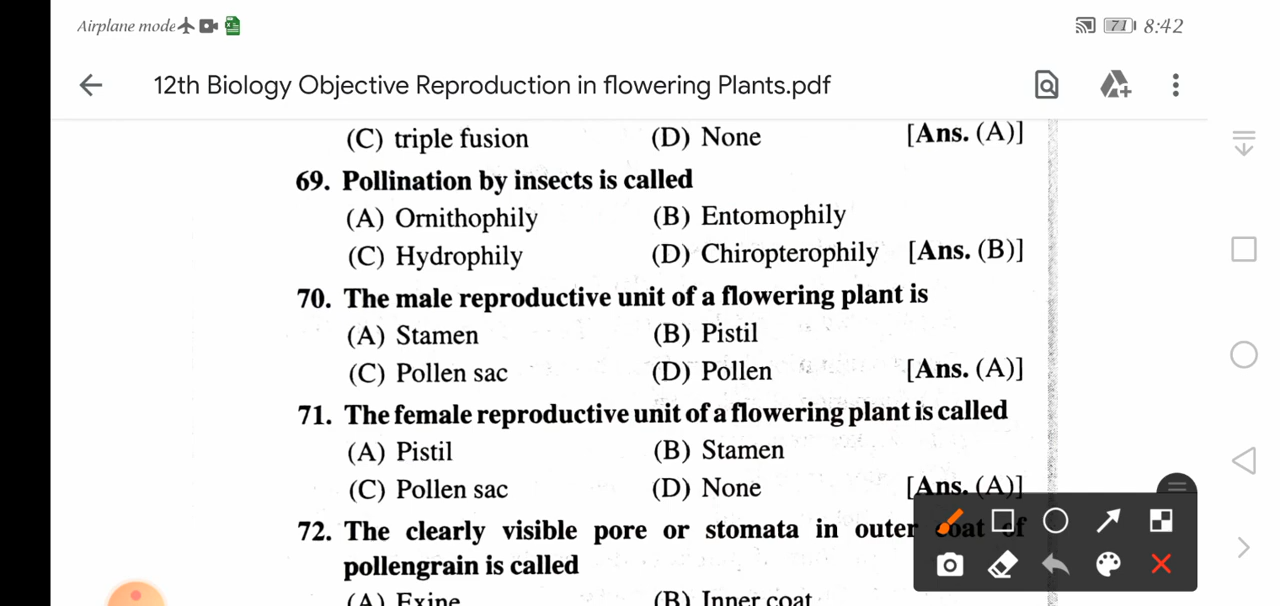 Airplane mode 71 8:42
12th Biology Objective Reproduction in flowering Plants.pdf
(C) triple fusion (D) None [Ans. (A)]
69. Pollination by insects is called
(A) Ornithophily (B) Entomophily
(C) Hydrophily (D) Chiropterophily [Ans. (B)]
70. The male reproductive unit of a flowering plant is
(A) Stamen (B) Pistil
(C) Pollen sac (D) Pollen [Ans. (A)]
71. The female reproductive unit of a flowering plant is called
(A) Pistil (B) Stamen
(C) Pollen sac (D) None [Ans. (A)]
72. The clearly visible pore or stomata in outer coat of
pollengrain is called
(A) Exine (B) Inner coat